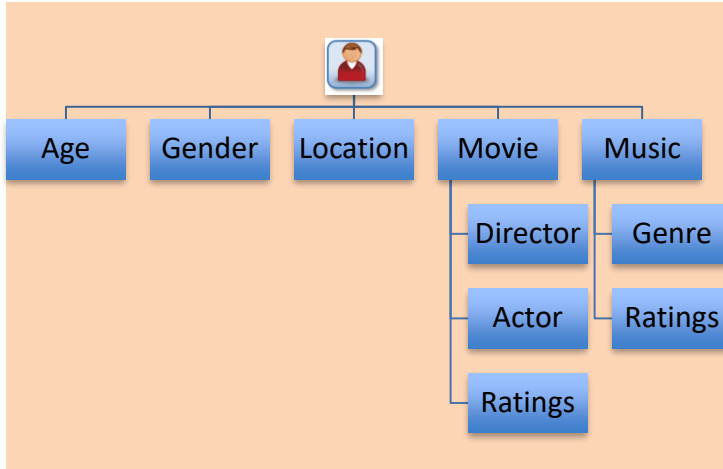 Age
Gender
Location
Movie
Music
Director
Genre
Actor
Ratings
Ratings